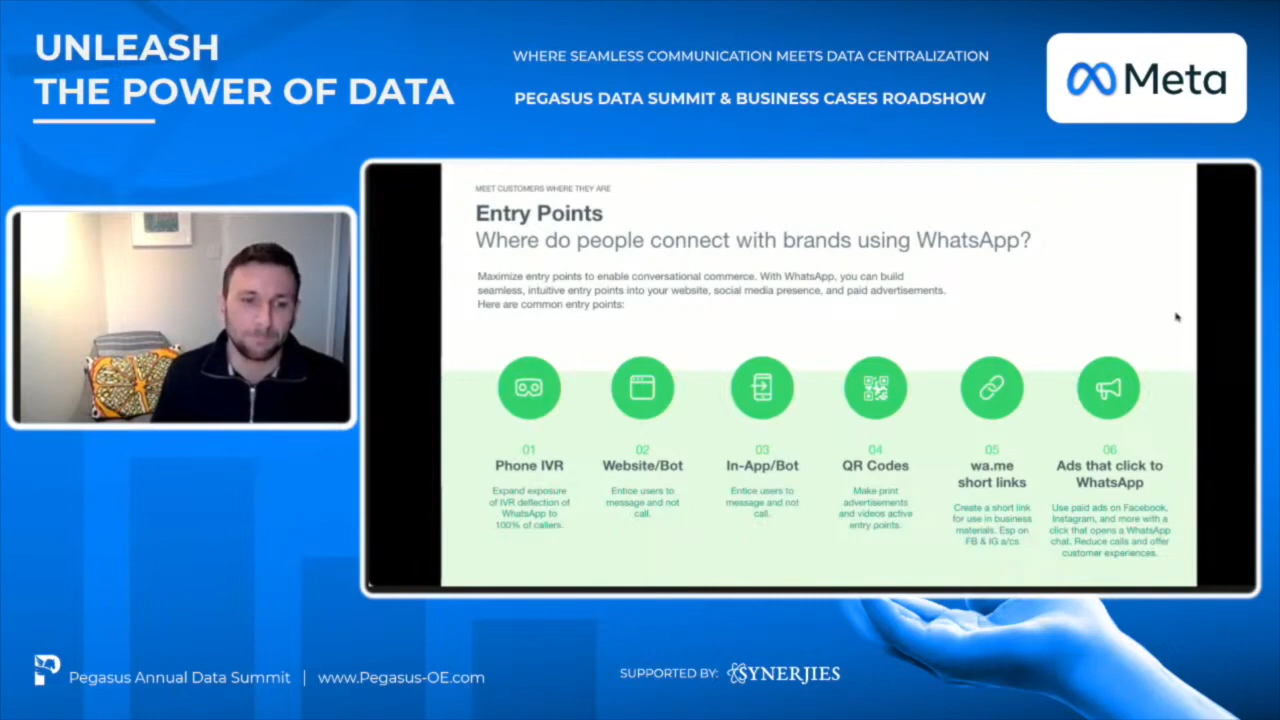 UNLEASH
THE POWER OF DATA
WHERE SEAMLESS COMMUNICATION MEETS DATA CENTRALIZATION
PEGASUS DATA SUMMIT & BUSINESS CASES ROADSHOW
Meta
MEET CUSTOMERS WHERE THEY ARE
Entry Points
Where do people connect with brands using WhatsApp?
Maximize entry points to enable conversational commerce. With WhatsApp, you can build
seamless, intuitive entry points into your website, social media presence, and paid advertisements.
Here are common entry points:
01
Phone IVR
Expand exposure
of IVR deflection of
WhatsApp to
100% of callers.
02
Website/Bot
Entice users to
message and not
call.
03
In-App/Bot
Entice users to
message and not
call.
04
QR Codes
Make print
advertisements
and videos active
entry points.
05
wa.me
short links
Create a short link
for use in business
materials. Esp on
FB & IG a/cs
06
Ads that click to
WhatsApp
Use paid ads on Facebook,
Instagram, and more with a
click that opens a WhatsApp
chat. Reduce calls and offer
customer experiences.
Pegasus Annual Data Summit | www.Pegasus-OE.com
SUPPORTED BY: SYNERJIES